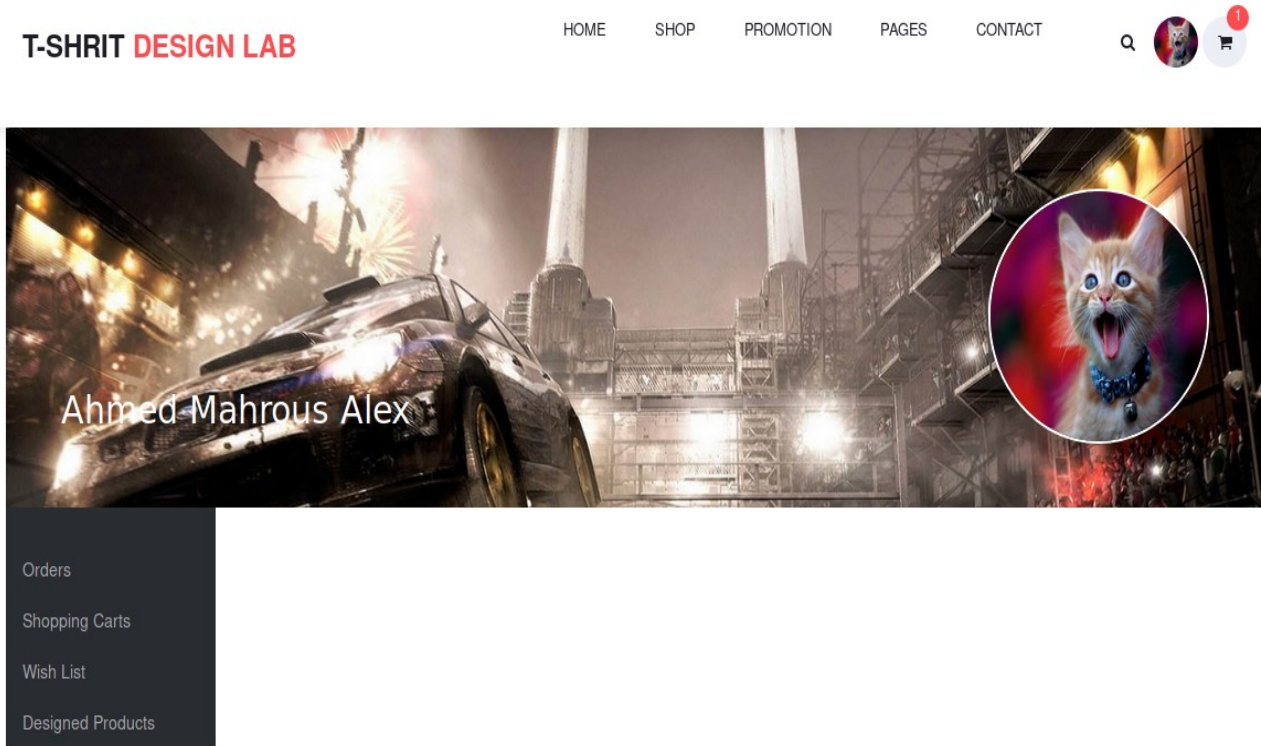 T-SHRIT DESIGN LAB
HOME SHOP PROMOTION PAGES CONTACT
1
Ahmed Mahrous Alex
Orders
Shopping Carts
Wish List
Designed Products